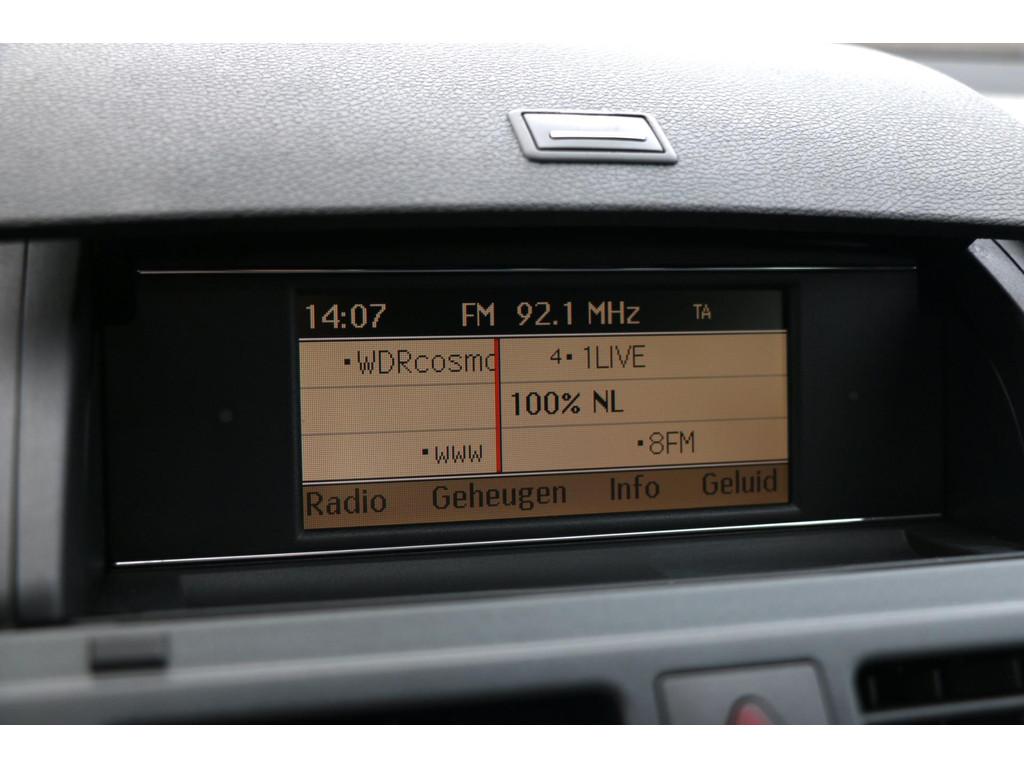 14:07 FM 92.1 MHz TA
·WDRcosmo 4· 1LIVE
100% NL
·WWW ·8FM
Radio Geheugen Info Geluid